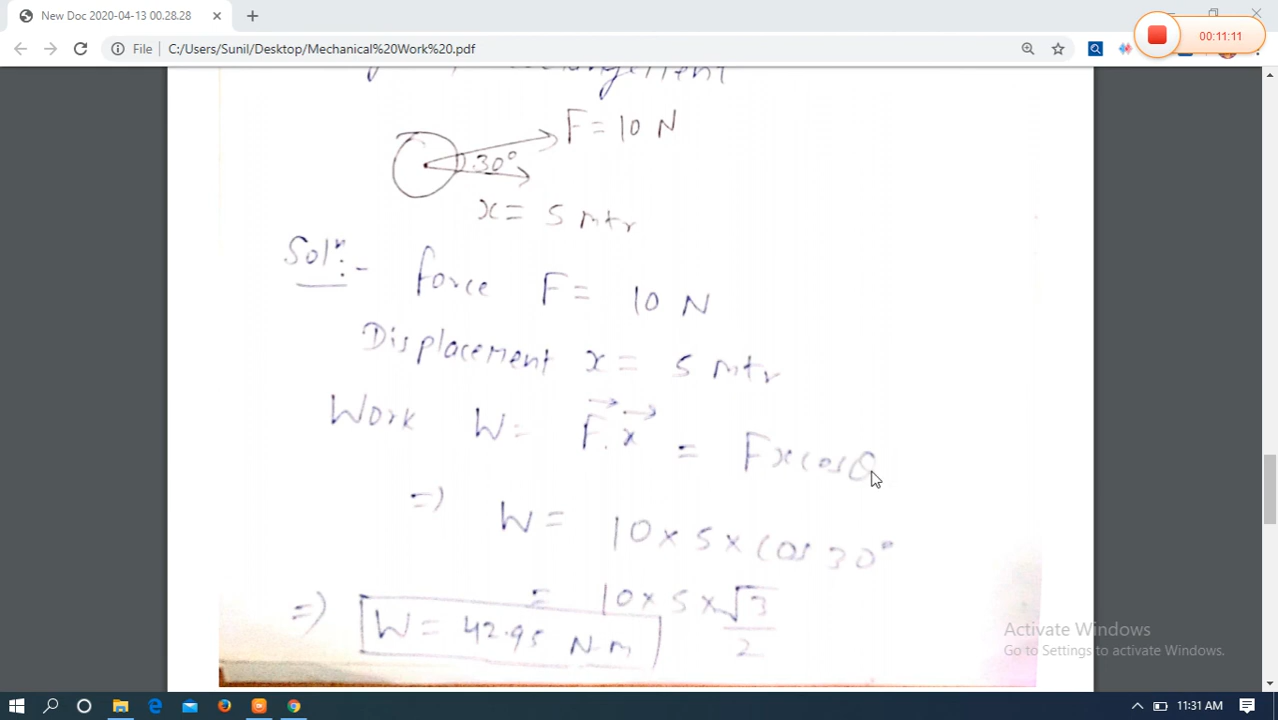 New Doc 2020-04-13 00.28.28
00:11:11
File C:/Users/Sunil/Desktop/Mechanical%20Work%20.pdf
F = 10 N
30°
x = 5 mtr
Solⁿ:-
Force F = 10 N
Displacement x = 5 mtr
Work W = F⃗.x⃗ = Fxcosθ
=> W = 10 × 5 × cos 30°
= 10 × 5 × √3/2
=> W = 42.95 N.m
Activate Windows
Go to Settings to activate Windows.
11:31 AM